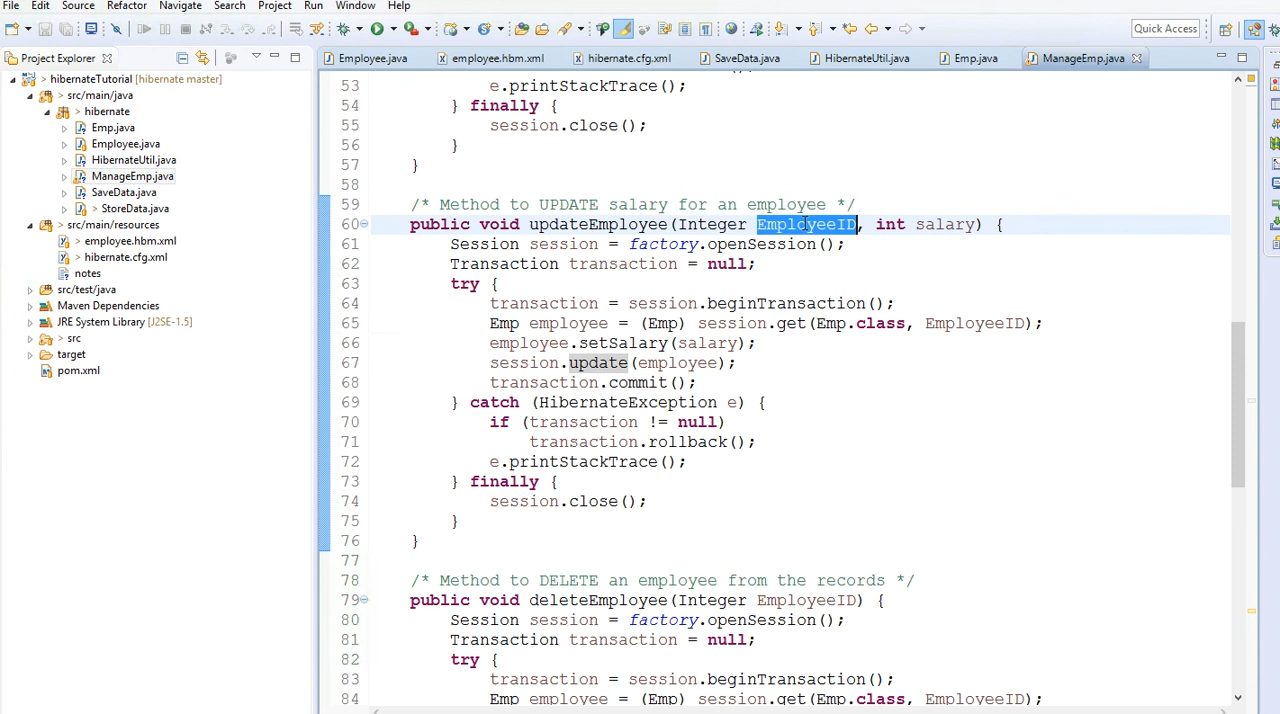 File Edit Source Refactor Navigate Search Project Run Window Help
Quick Access
Project Explorer
hibernateTutorial [hibernate master]
> src/main/java
> hibernate
Emp.java
Employee.java
HibernateUtil.java
ManageEmp.java
SaveData.java
> StoreData.java
> src/main/resources
employee.hbm.xml
hibernate.cfg.xml
notes
src/test/java
Maven Dependencies
JRE System Library [J2SE-1.5]
> src
target
pom.xml
Employee.java employee.hbm.xml hibernate.cfg.xml SaveData.java HibernateUtil.java Emp.java ManageEmp.java
53 e.printStackTrace();
54 } finally {
55 session.close();
56 }
57 }
58
59 /* Method to UPDATE salary for an employee */
60 public void updateEmployee(Integer EmployeeID, int salary) {
61 Session session = factory.openSession();
62 Transaction transaction = null;
63 try {
64 transaction = session.beginTransaction();
65 Emp employee = (Emp) session.get(Emp.class, EmployeeID);
66 employee.setSalary(salary);
67 session.update(employee);
68 transaction.commit();
69 } catch (HibernateException e) {
70 if (transaction != null)
71 transaction.rollback();
72 e.printStackTrace();
73 } finally {
74 session.close();
75 }
76 }
77
78 /* Method to DELETE an employee from the records */
79 public void deleteEmployee(Integer EmployeeID) {
80 Session session = factory.openSession();
81 Transaction transaction = null;
82 try {
83 transaction = session.beginTransaction();
84 Emp employee = (Emp) session.get(Emp.class, EmployeeID);